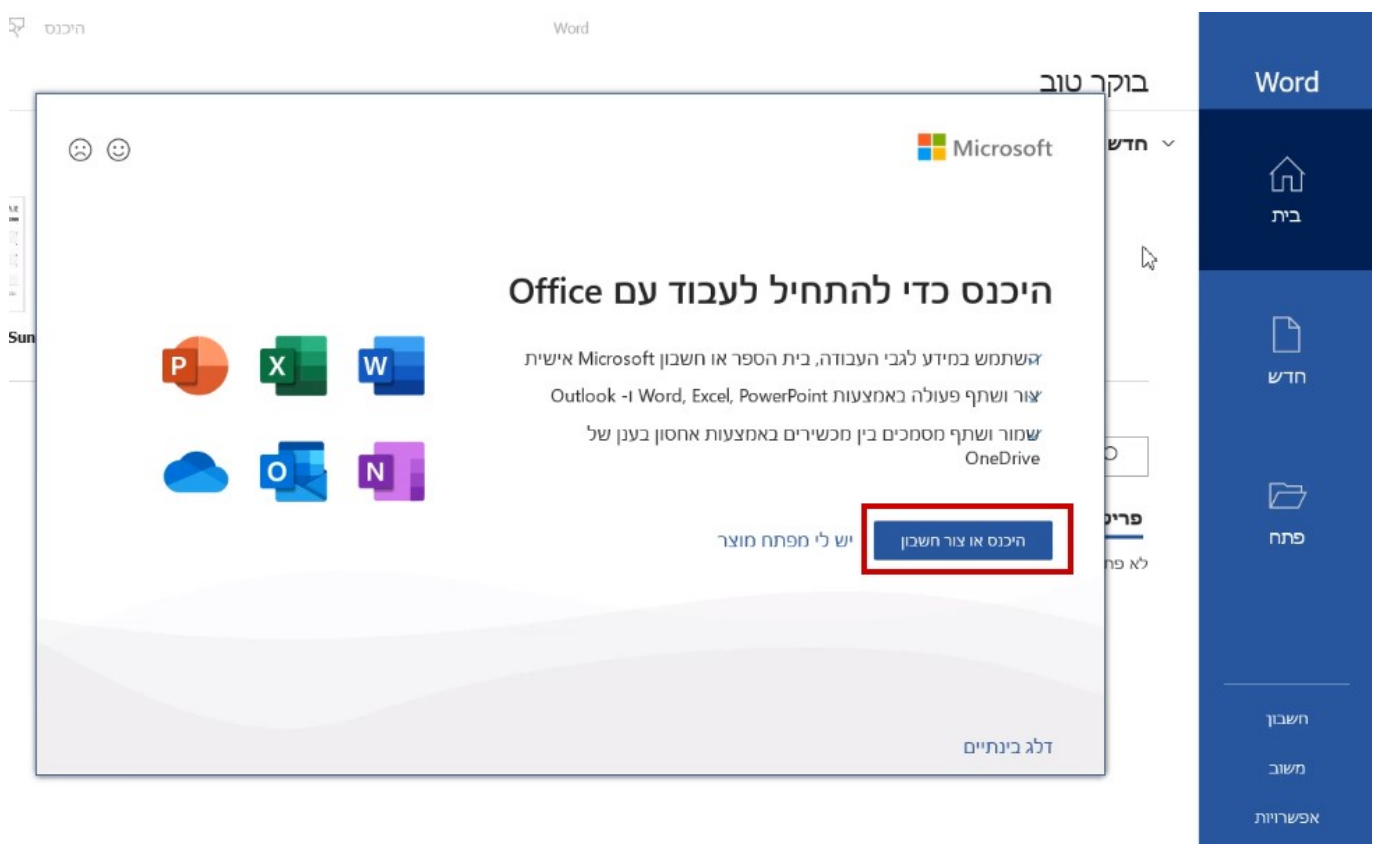 היכנס
Word
Word
בוקר טוב
חדש
Microsoft
היכנס כדי להתחיל לעבוד עם Office
השתמש במידע לגבי העבודה, בית הספר או חשבון Microsoft אישית
צור ושתף פעולה באמצעות Word, Excel, PowerPoint ו- Outlook
שמור ושתף מסמכים בין מכשירים באמצעות אחסון בענן של
OneDrive
היכנס או צור חשבון
יש לי מפתח מוצר
דלג בינתיים
P
X
W
O
N
Sun
לא פת
בית
חדש
פתח
חשבון
משוב
אפשרויות